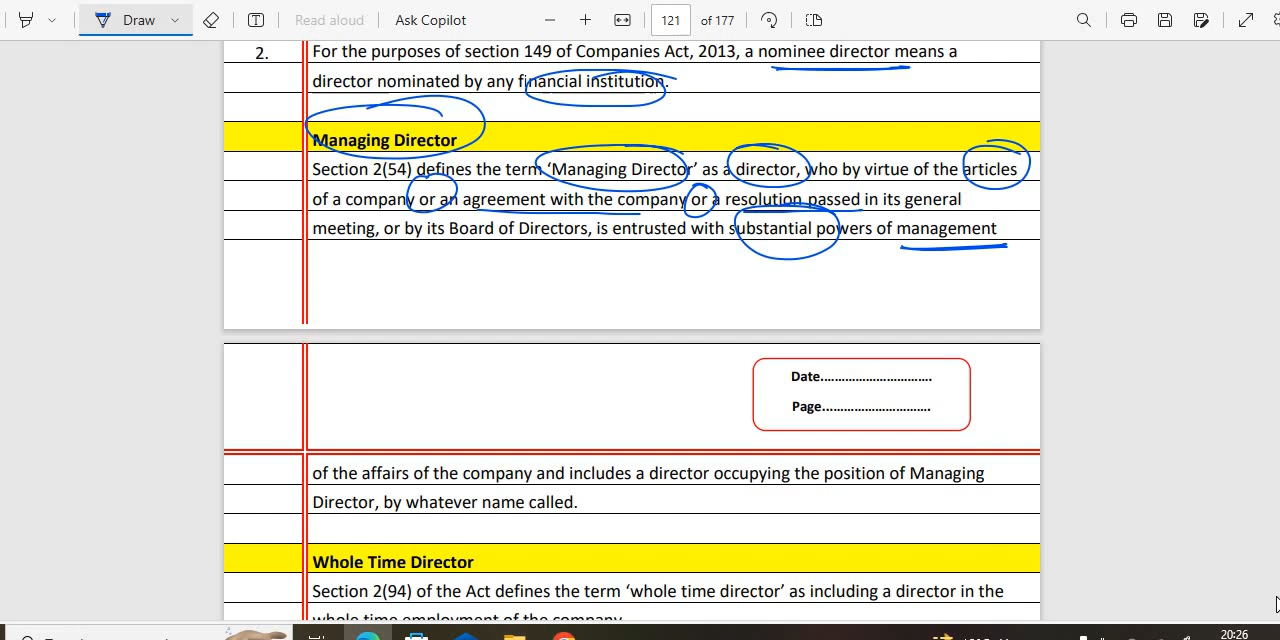 Draw
Read aloud
Ask Copilot
121 of 177
2. For the purposes of section 149 of Companies Act, 2013, a nominee director means a
director nominated by any financial institution.
Managing Director
Section 2(54) defines the term ‘Managing Director’ as a director, who by virtue of the articles
of a company or an agreement with the company or a resolution passed in its general
meeting, or by its Board of Directors, is entrusted with substantial powers of management
Date................................
Page................................
of the affairs of the company and includes a director occupying the position of Managing
Director, by whatever name called.
Whole Time Director
Section 2(94) of the Act defines the term ‘whole time director’ as including a director in the
whole time employment of the company.
20:26